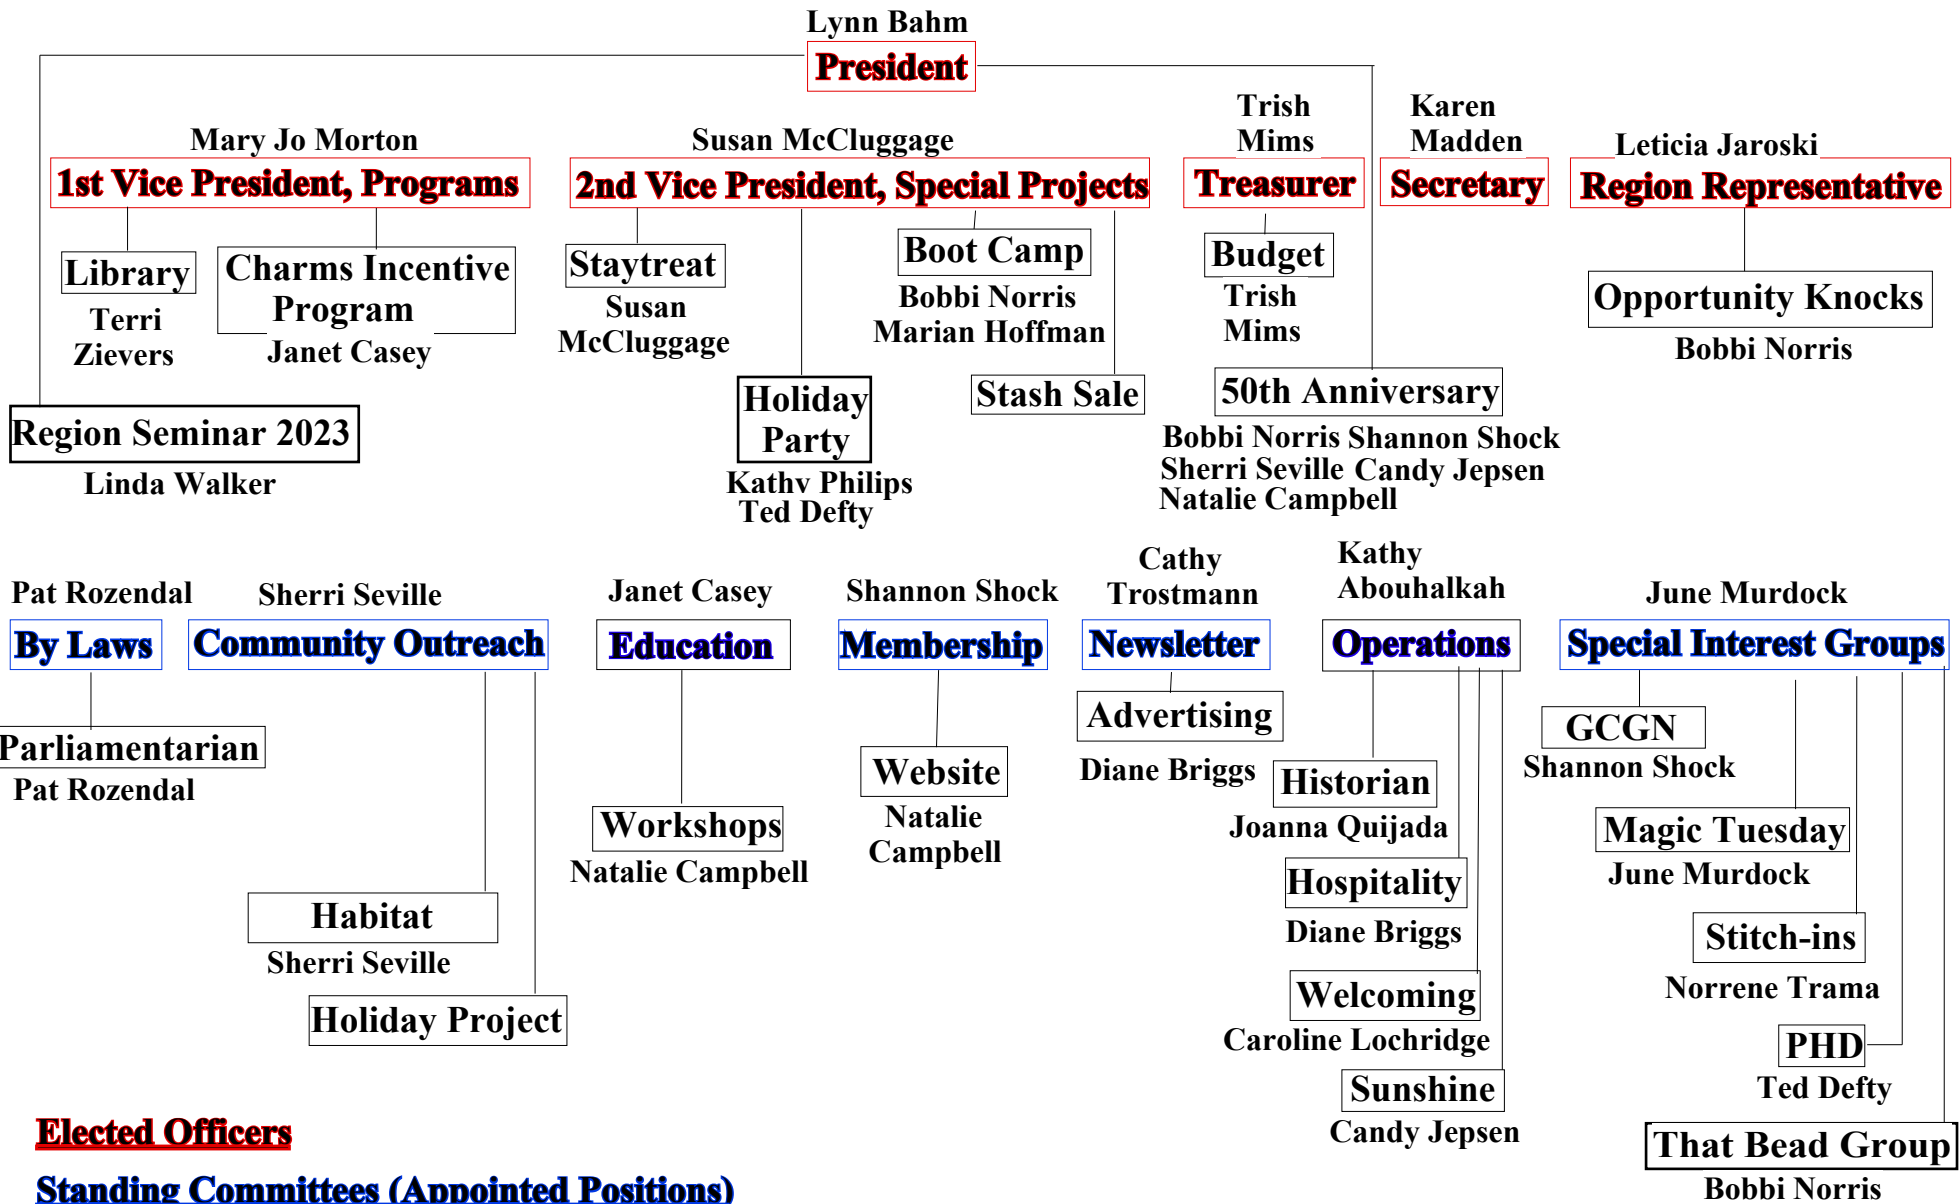 Lynn Bahm
President
Mary Jo Morton
1st Vice President, Programs
Susan McCluggage
2nd Vice President, Special Projects
Trish
Mims
Treasurer
Karen
Madden
Secretary
Leticia Jaroski
Region Representative
Library
Terri
Zievers
Charms Incentive
Program
Janet Casey
Staytreat
Susan
McCluggage
Boot Camp
Bobbi Norris
Marian Hoffman
Budget
Trish
Mims
Opportunity Knocks
Bobbi Norris
Region Seminar 2023
Linda Walker
Holiday
Party
Kathy Philips
Ted Defty
Stash Sale
50th Anniversary
Bobbi Norris Shannon Shock
Sherri Seville Candy Jepsen
Natalie Campbell
Pat Rozendal
By Laws
Parliamentarian
Pat Rozendal
Sherri Seville
Community Outreach
Habitat
Sherri Seville
Holiday Project
Janet Casey
Education
Workshops
Natalie Campbell
Shannon Shock
Membership
Website
Natalie
Campbell
Cathy
Trostmann
Newsletter
Advertising
Diane Briggs
Kathy
Abouhalkah
Operations
Historian
Joanna Quijada
Hospitality
Diane Briggs
Welcoming
Caroline Lochridge
Sunshine
Candy Jepsen
June Murdock
Special Interest Groups
GCGN
Shannon Shock
Magic Tuesday
June Murdock
Stitch-ins
Norrene Trama
PHD
Ted Defty
That Bead Group
Bobbi Norris
Elected Officers
Standing Committees (Appointed Positions)